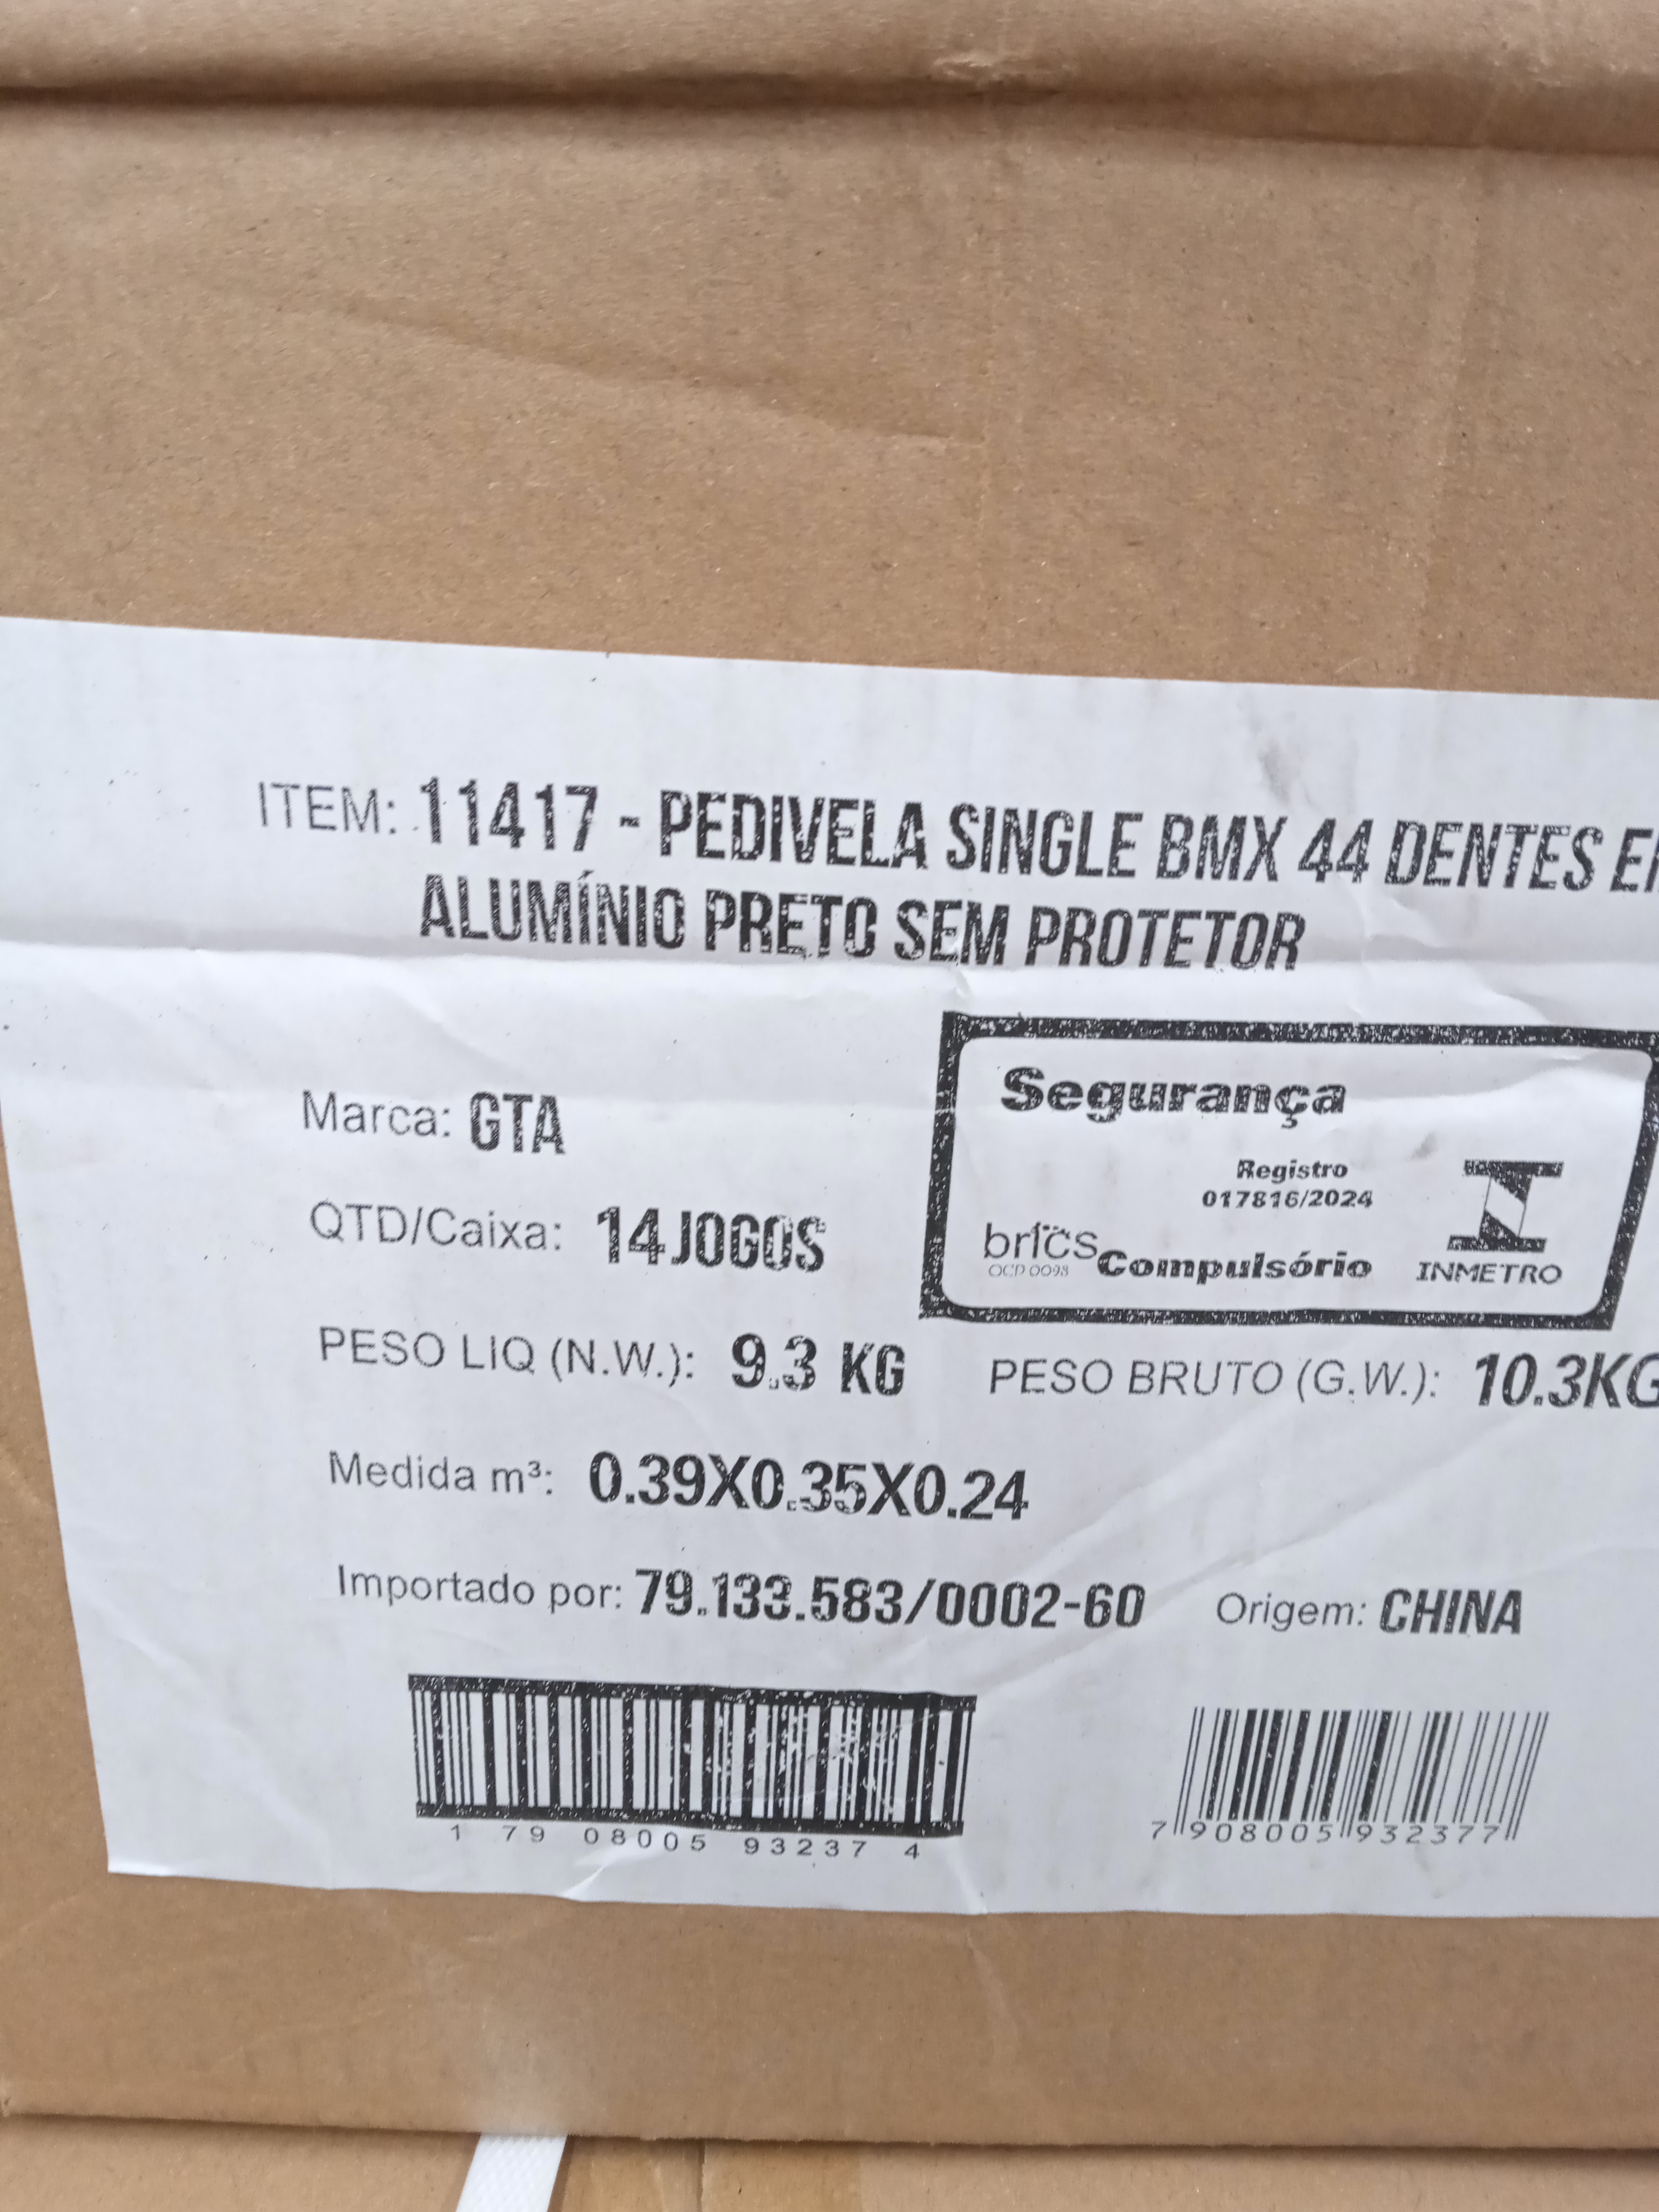 ITEM: 11417 - PEDIVELA SINGLE BMX 44 DENTES
ALUMÍNIO PRETO SEM PROTETOR
Segurança
Marca: GTA
Registro
017816/2024
QTD/Caixa: 14JOGOS
brics
OCP 0098
Compulsório
INMETRO
PESO LIQ (N.W.): 9.3 KG PESO BRUTO (G.W.): 10.3KG
Medida m³: 0.39X0.35X0.24
Importado por: 79.133.583/0002-60 Origem: CHINA
1 79 08005 93237 4
7 908005 932377